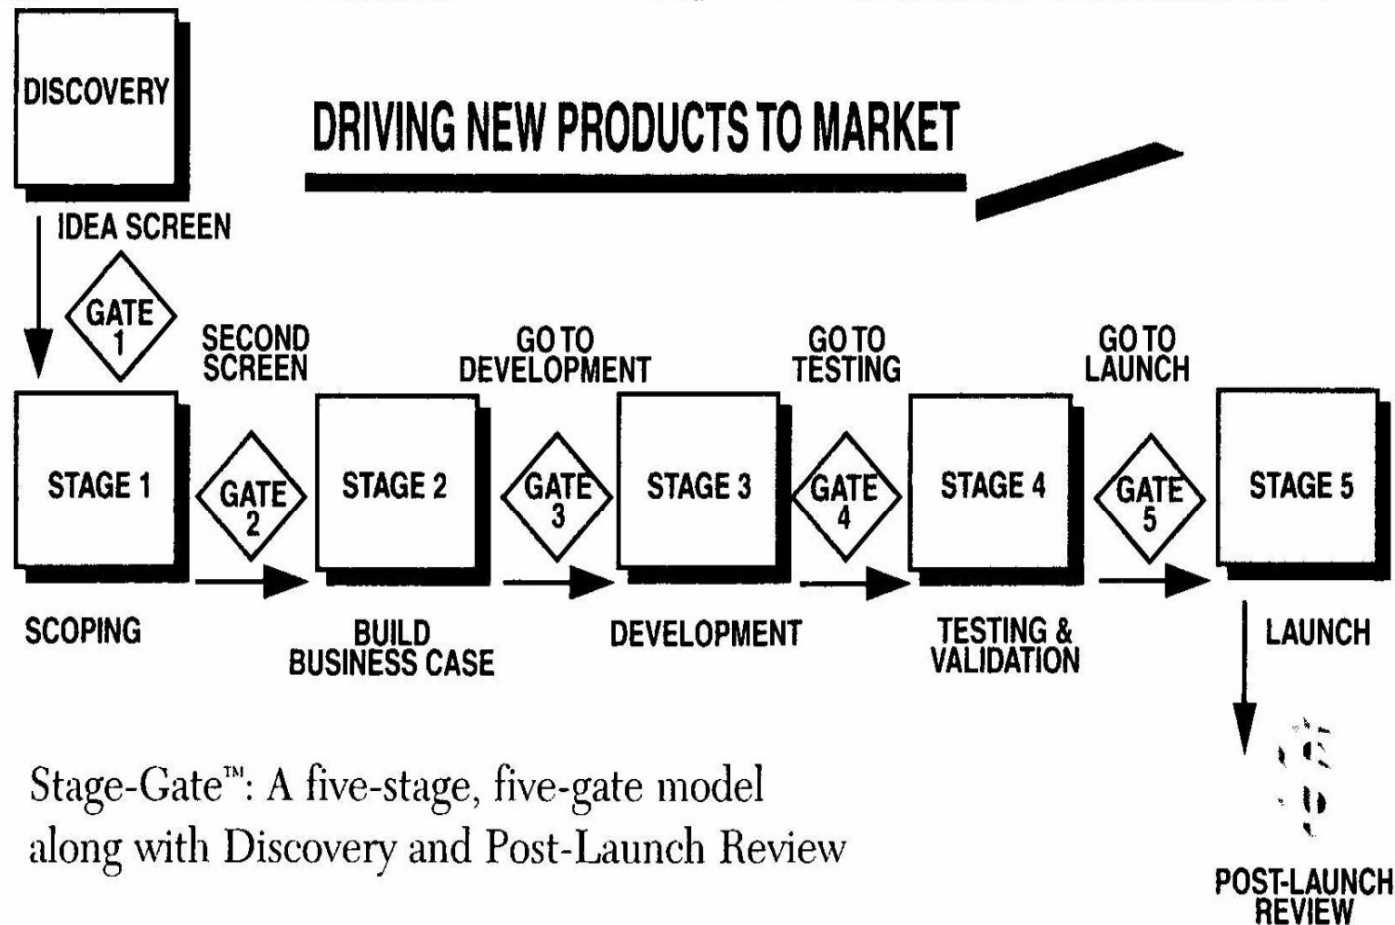 DISCOVERY
DRIVING NEW PRODUCTS TO MARKET
IDEA SCREEN
GATE
1
SECOND
SCREEN
GO TO
DEVELOPMENT
GO TO
TESTING
GO TO
LAUNCH
STAGE 1
GATE
2
STAGE 2
GATE
3
STAGE 3
GATE
4
STAGE 4
GATE
5
STAGE 5
SCOPING
BUILD
BUSINESS CASE
DEVELOPMENT
TESTING &
VALIDATION
LAUNCH
Stage-Gate™: A five-stage, five-gate model
along with Discovery and Post-Launch Review
POST-LAUNCH
REVIEW